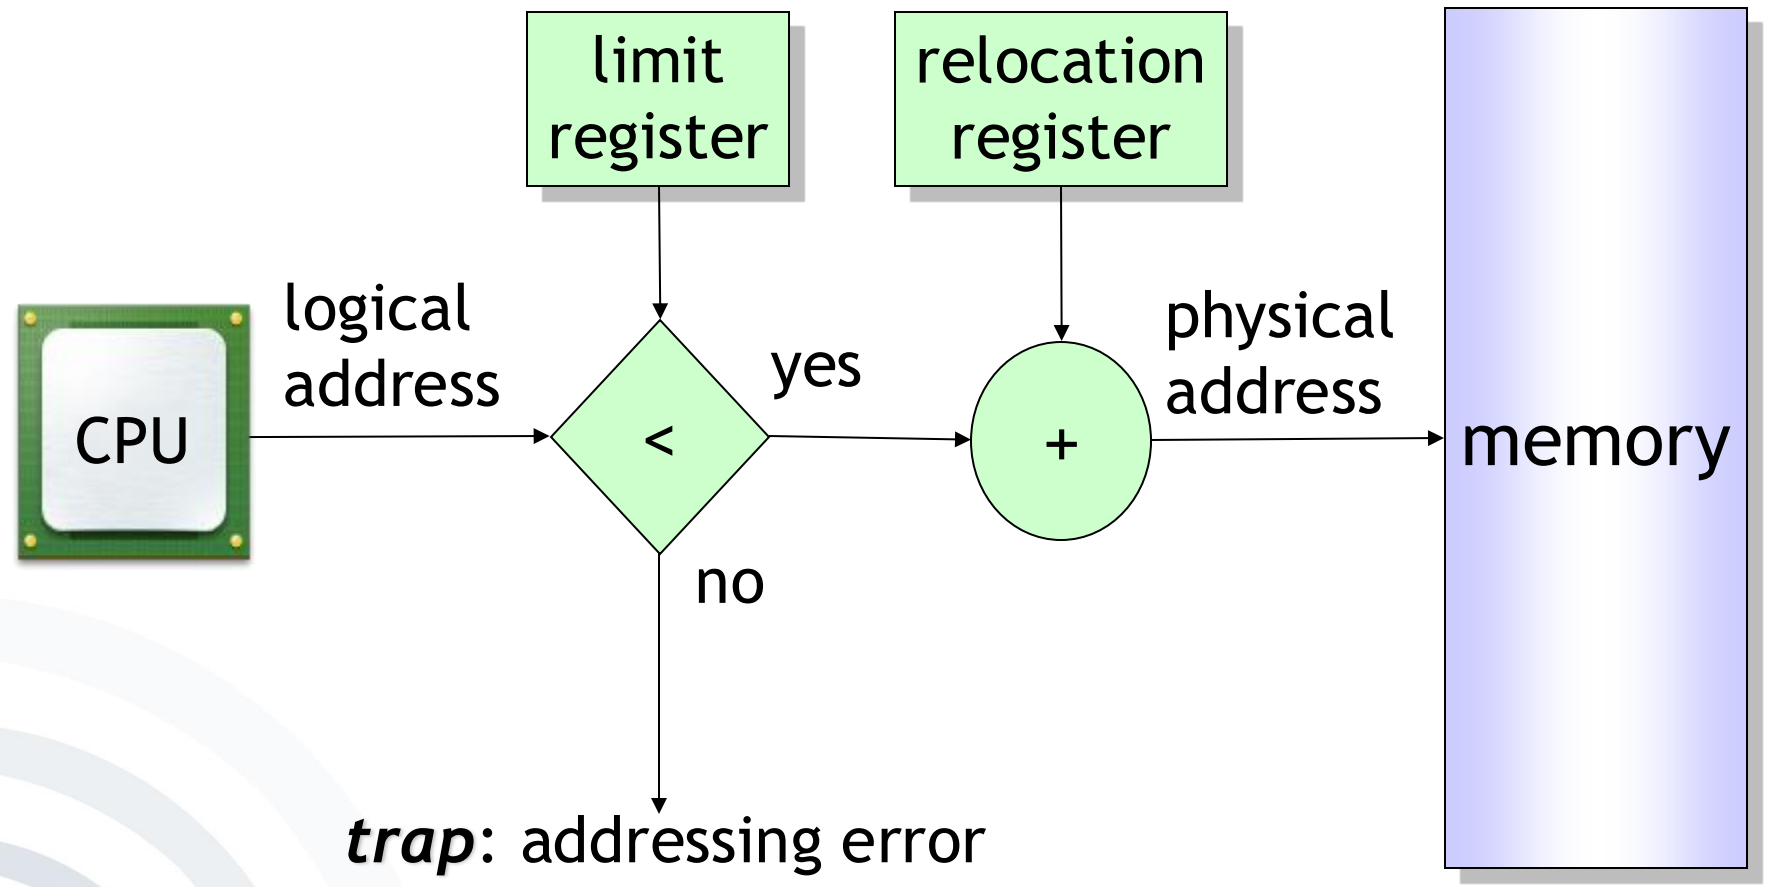 limit
register
relocation
register
logical
address
CPU
<
yes
+
physical
address
memory
no
trap: addressing error